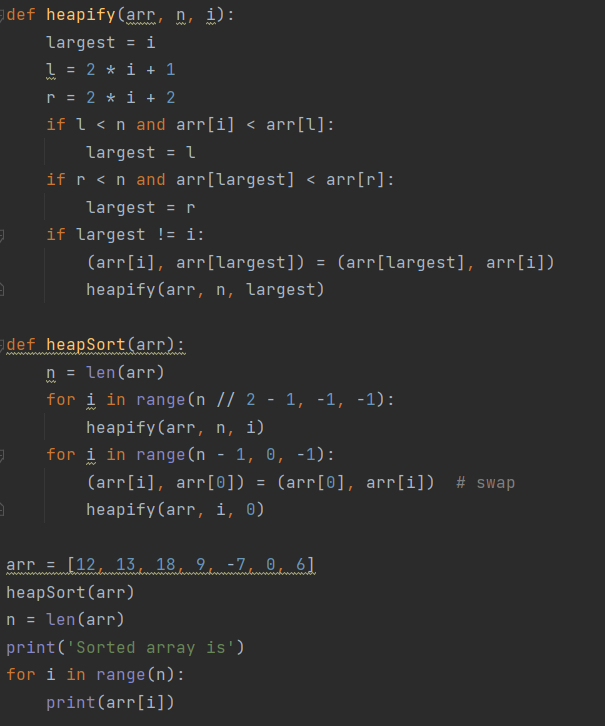 def heapify(arr, n, i):
    largest = i
    l = 2 * i + 1
    r = 2 * i + 2
    if l < n and arr[i] < arr[l]:
        largest = l
    if r < n and arr[largest] < arr[r]:
        largest = r
    if largest != i:
        (arr[i], arr[largest]) = (arr[largest], arr[i])
        heapify(arr, n, largest)

def heapSort(arr):
    n = len(arr)
    for i in range(n // 2 - 1, -1, -1):
        heapify(arr, n, i)
    for i in range(n - 1, 0, -1):
        (arr[i], arr[0]) = (arr[0], arr[i])  # swap
        heapify(arr, i, 0)

arr = [12, 13, 18, 9, -7, 0, 6]
heapSort(arr)
n = len(arr)
print('Sorted array is')
for i in range(n):
    print(arr[i])